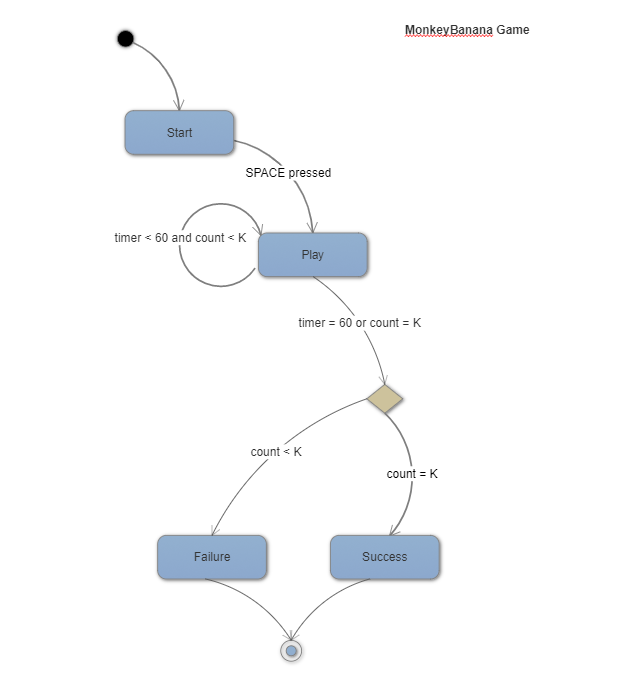 MonkeyBanana Game
Start
SPACE pressed
timer < 60 and count < K
Play
timer = 60 or count = K
count < K
count = K
Failure
Success